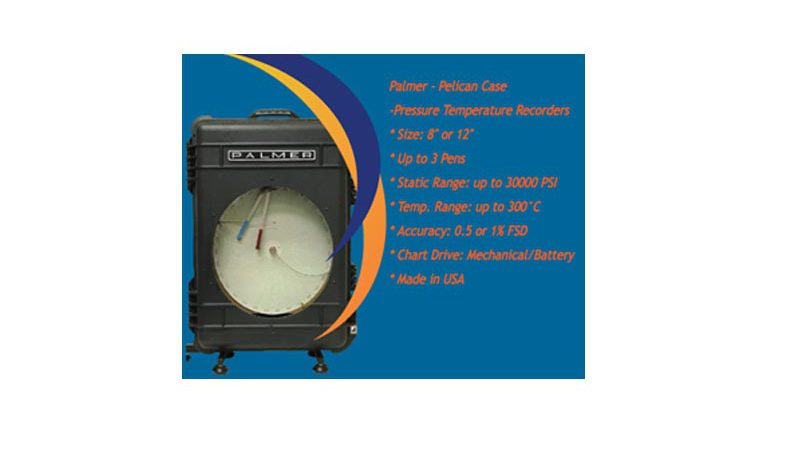 PALMER
Palmer - Pelican Case
-Pressure Temperature Recorders
* Size: 8" or 12"
* Up to 3 Pens
* Static Range: up to 30000 PSI
* Temp. Range: up to 300°C
* Accuracy: 0.5 or 1% FSD
* Chart Drive: Mechanical/Battery
* Made in USA